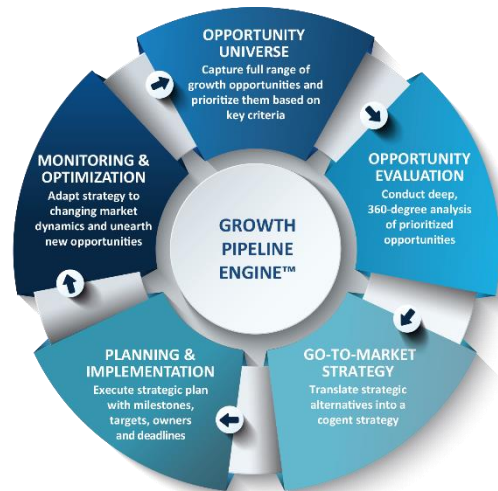 OPPORTUNITY
UNIVERSE
Capture full range of
growth opportunities and
prioritize them based on
key criteria
OPPORTUNITY
EVALUATION
Conduct deep,
360-degree analysis
of prioritized
opportunities
GO-TO-MARKET
STRATEGY
Translate strategic
alternatives into a
cogent strategy
PLANNING &
IMPLEMENTATION
Execute strategic plan
with milestones,
targets, owners
and deadlines
MONITORING &
OPTIMIZATION
Adapt strategy to
changing market
dynamics and unearth
new opportunities
GROWTH
PIPELINE
ENGINE™